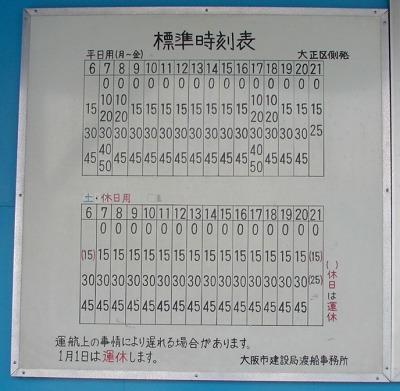 標準時刻表
平日用(月～金) 大正区側発
6 7 8 9 10 11 12 13 14 15 16 17 18 19 20 21
0 0 0 0 0 0 0 0 0 0 0 0 0 0 0
15 10 10 15 15 15 15 15 15 15 15 10 10 15 15 15
20 20 20 20
30 30 30 30 30 30 30 30 30 30 30 30 30 30 30 25
45 40 45 45 45 45 45 45 45 45 45 40 45 45 45
50 50
土・休日用
6 7 8 9 10 11 12 13 14 15 16 17 18 19 20 21
0 0 0 0 0 0 0 0 0 0 0 0 0 0 0
(15) 15 15 15 15 15 15 15 15 15 15 15 15 15 15 (15)
30 30 30 30 30 30 30 30 30 30 30 30 30 30 30 (25)
45 45 45 45 45 45 45 45 45 45 45 45 45 45 45
( )休日は運休
運航上の事情により遅れる場合があります。
1月1日は運休します。 大阪市建設局渡船事務所